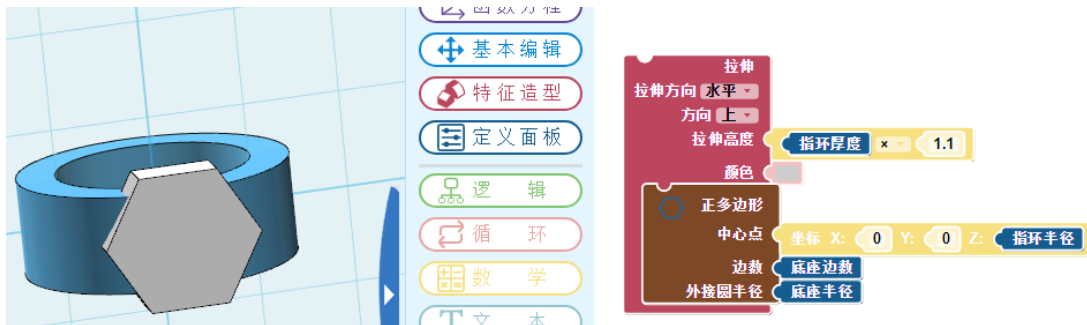 函数方程
基本编辑
特征造型
定义面板
逻 辑
循 环
数 学
文 本
拉伸
拉伸方向 水平
方向 上
拉伸高度 指环厚度 × 1.1
颜色
正多边形
中心点 坐标 X: 0 Y: 0 Z: 指环半径
边数 底座边数
外接圆半径 底座半径